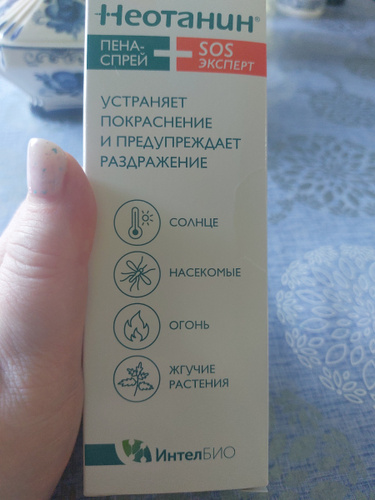 Неотанин®
ПЕНА-
СПРЕЙ
SOS
ЭКСПЕРТ
УСТРАНЯЕТ
ПОКРАСНЕНИЕ
И ПРЕДУПРЕЖДАЕТ
РАЗДРАЖЕНИЕ
СОЛНЦЕ
НАСЕКОМЫЕ
ОГОНЬ
ЖГУЧИЕ
РАСТЕНИЯ
ИнтелБИО